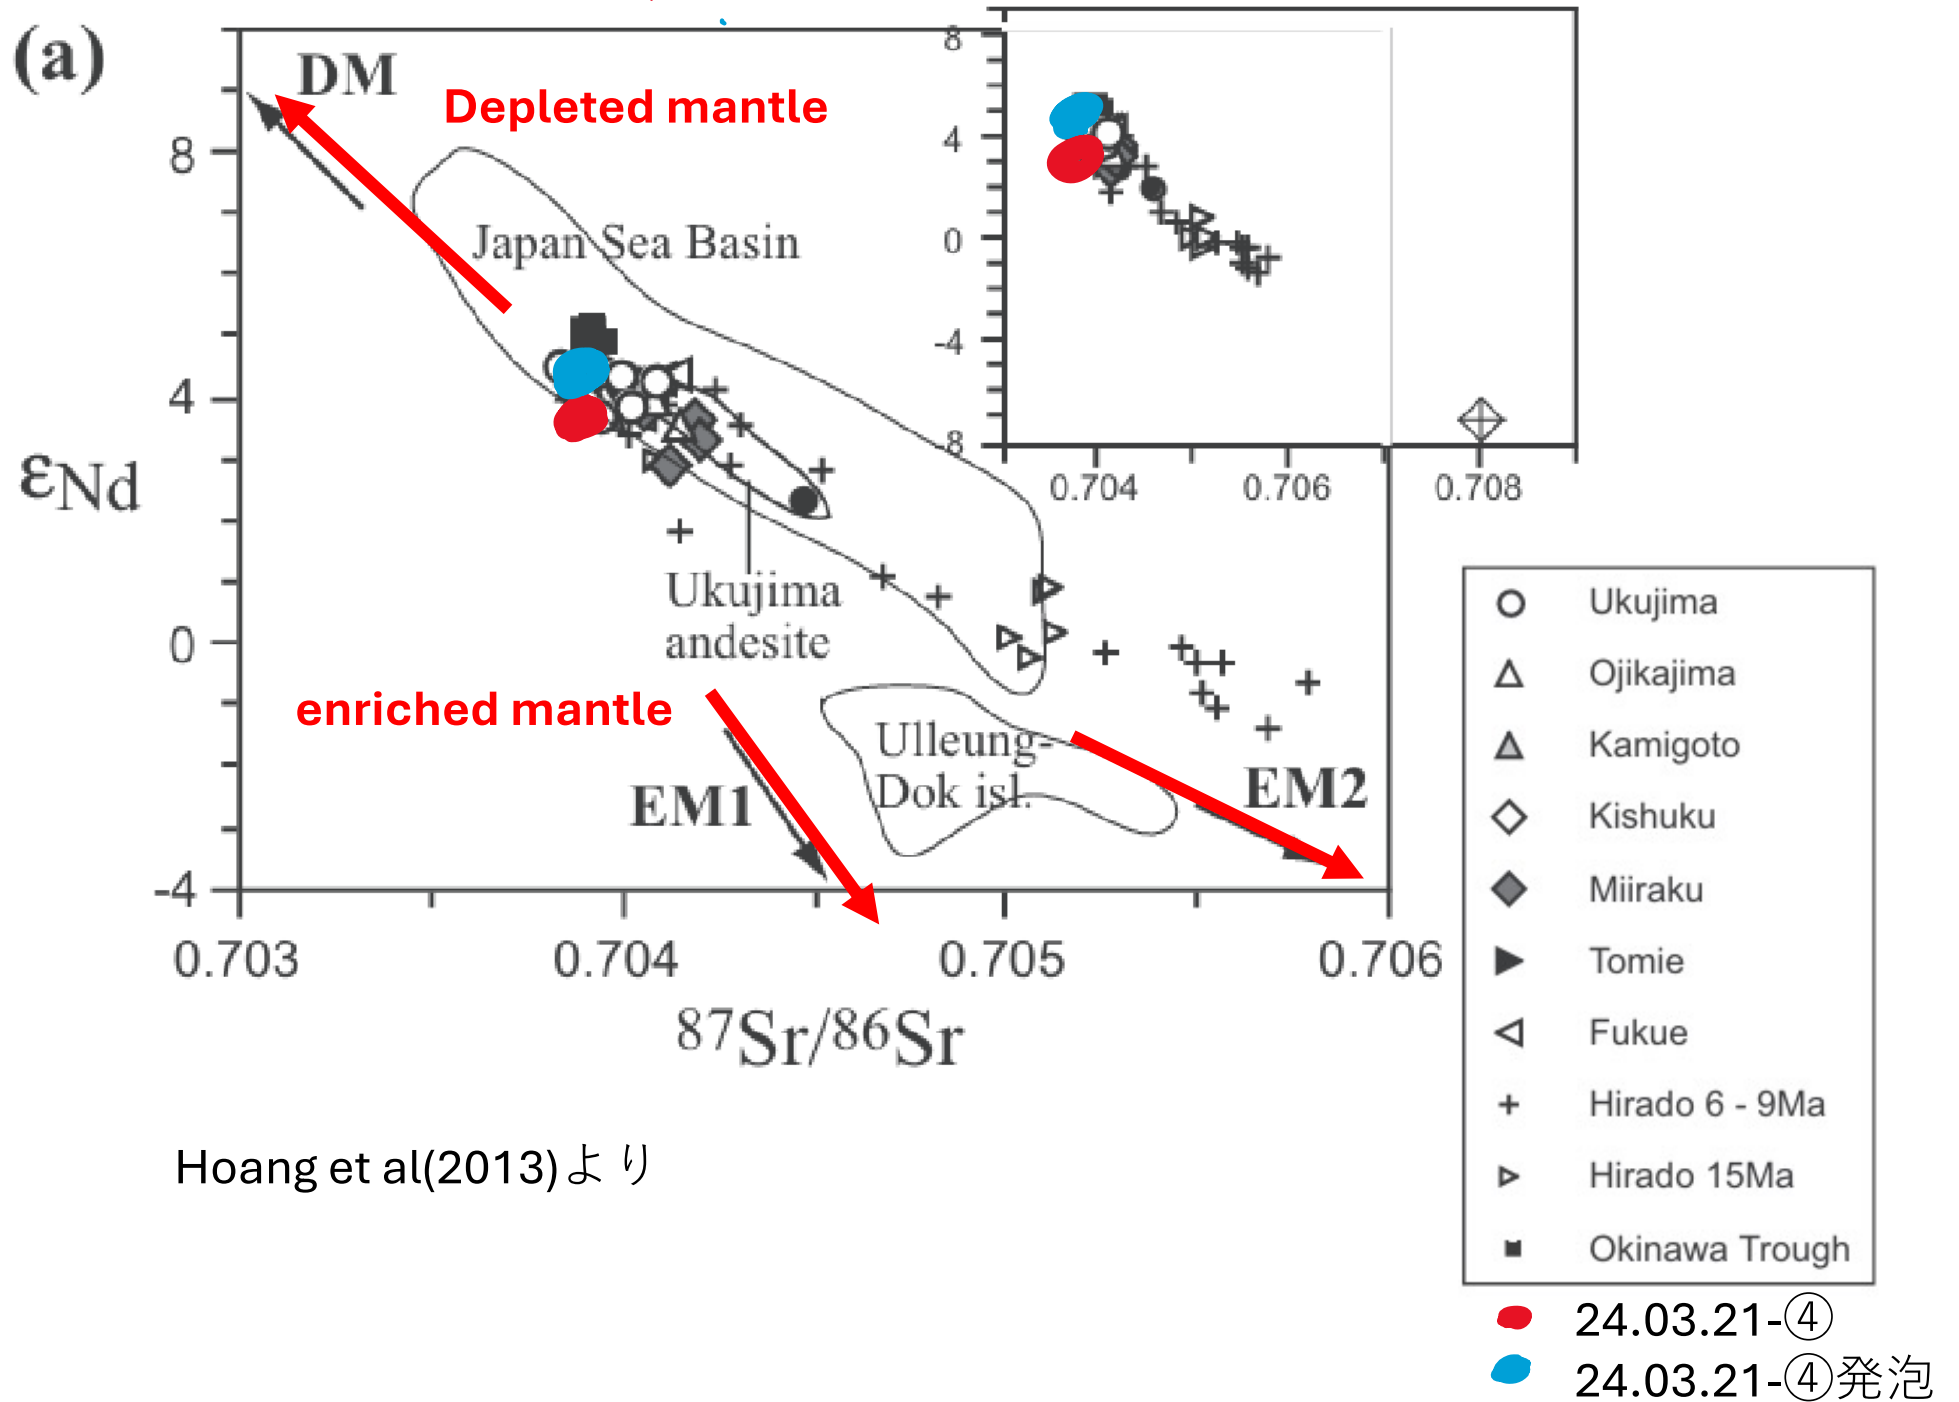 (a)
DM
Depleted mantle
Japan Sea Basin
8
4
0
-4
εNd
Ukujima
andesite
enriched mantle
EM1
Ulleung-
Dok isl.
EM2
0.703
0.704
0.705
0.706
87Sr/86Sr
8
4
0
-4
-8
0.704
0.706
0.708
Ukujima
Ojikajima
Kamigoto
Kishuku
Miiraku
Tomie
Fukue
Hirado 6 - 9Ma
Hirado 15Ma
Okinawa Trough
24.03.21-④
24.03.21-④発泡
Hoang et al(2013)より